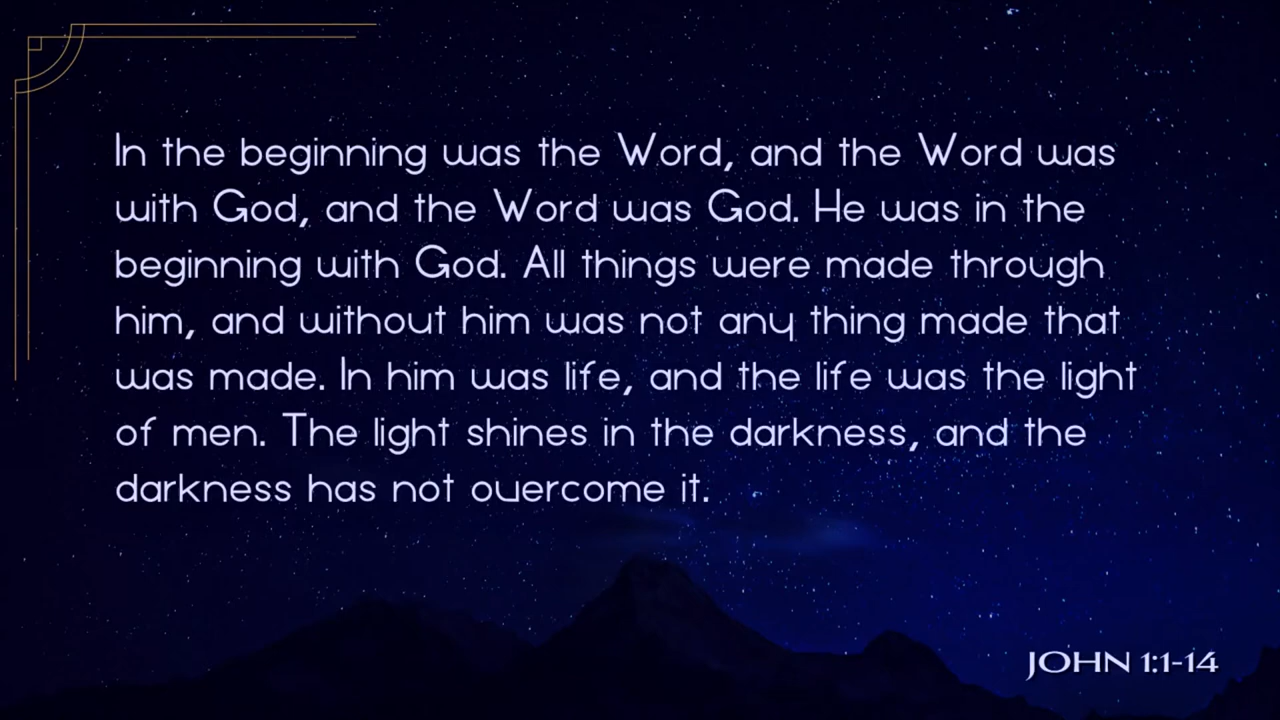 In the beginning was the Word, and the Word was
with God, and the Word was God. He was in the
beginning with God. All things were made through
him, and without him was not any thing made that
was made. In him was life, and the life was the light
of men. The light shines in the darkness, and the
darkness has not overcome it.
JOHN 1:1-14